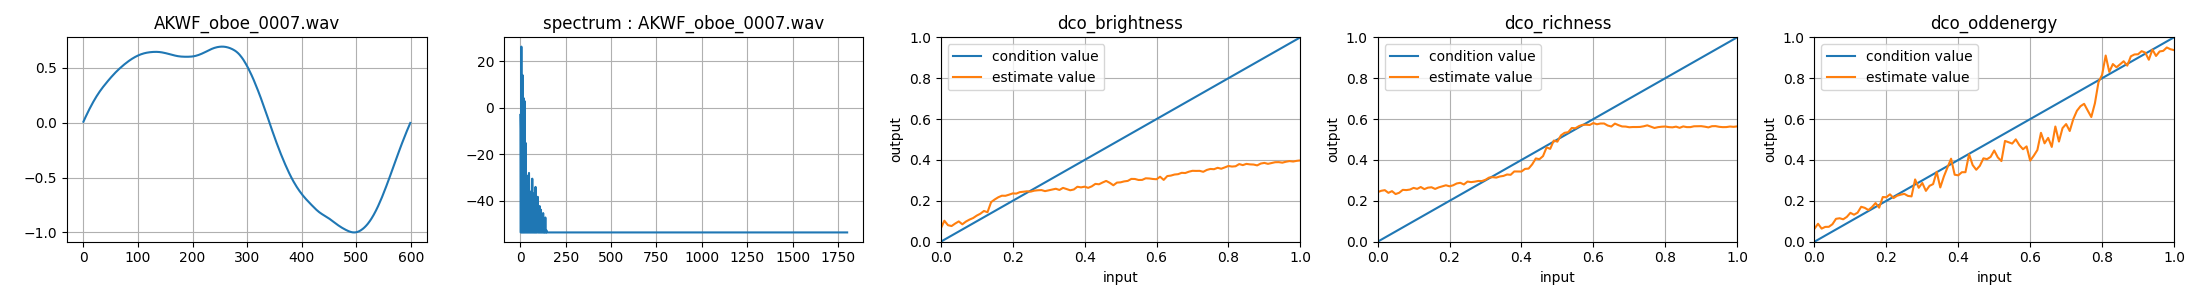 AKWF_oboe_0007.wav
0.5
0.0
−0.5
−1.0
0 100 200 300 400 500 600
spectrum : AKWF_oboe_0007.wav
20
0
−20
−40
0 250 500 750 1000 1250 1500 1750
dco_brightness
condition value
estimate value
output
1.0
0.8
0.6
0.4
0.2
0.0
0.0 0.2 0.4 0.6 0.8 1.0
input
dco_richness
condition value
estimate value
output
1.0
0.8
0.6
0.4
0.2
0.0
0.0 0.2 0.4 0.6 0.8 1.0
input
dco_oddenergy
condition value
estimate value
output
1.0
0.8
0.6
0.4
0.2
0.0
0.0 0.2 0.4 0.6 0.8 1.0
input